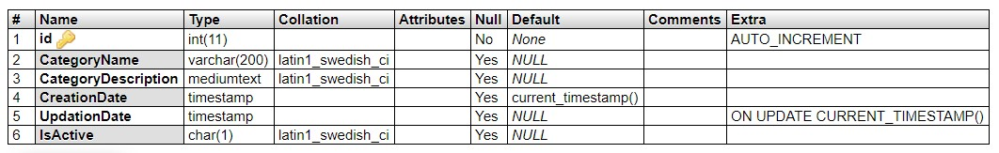 # Name Type Collation Attributes Null Default Comments Extra
1 id int(11) No None AUTO_INCREMENT
2 CategoryName varchar(200) latin1_swedish_ci Yes NULL
3 CategoryDescription mediumtext latin1_swedish_ci Yes NULL
4 CreationDate timestamp Yes current_timestamp()
5 UpdationDate timestamp Yes NULL ON UPDATE CURRENT_TIMESTAMP()
6 IsActive char(1) latin1_swedish_ci Yes NULL